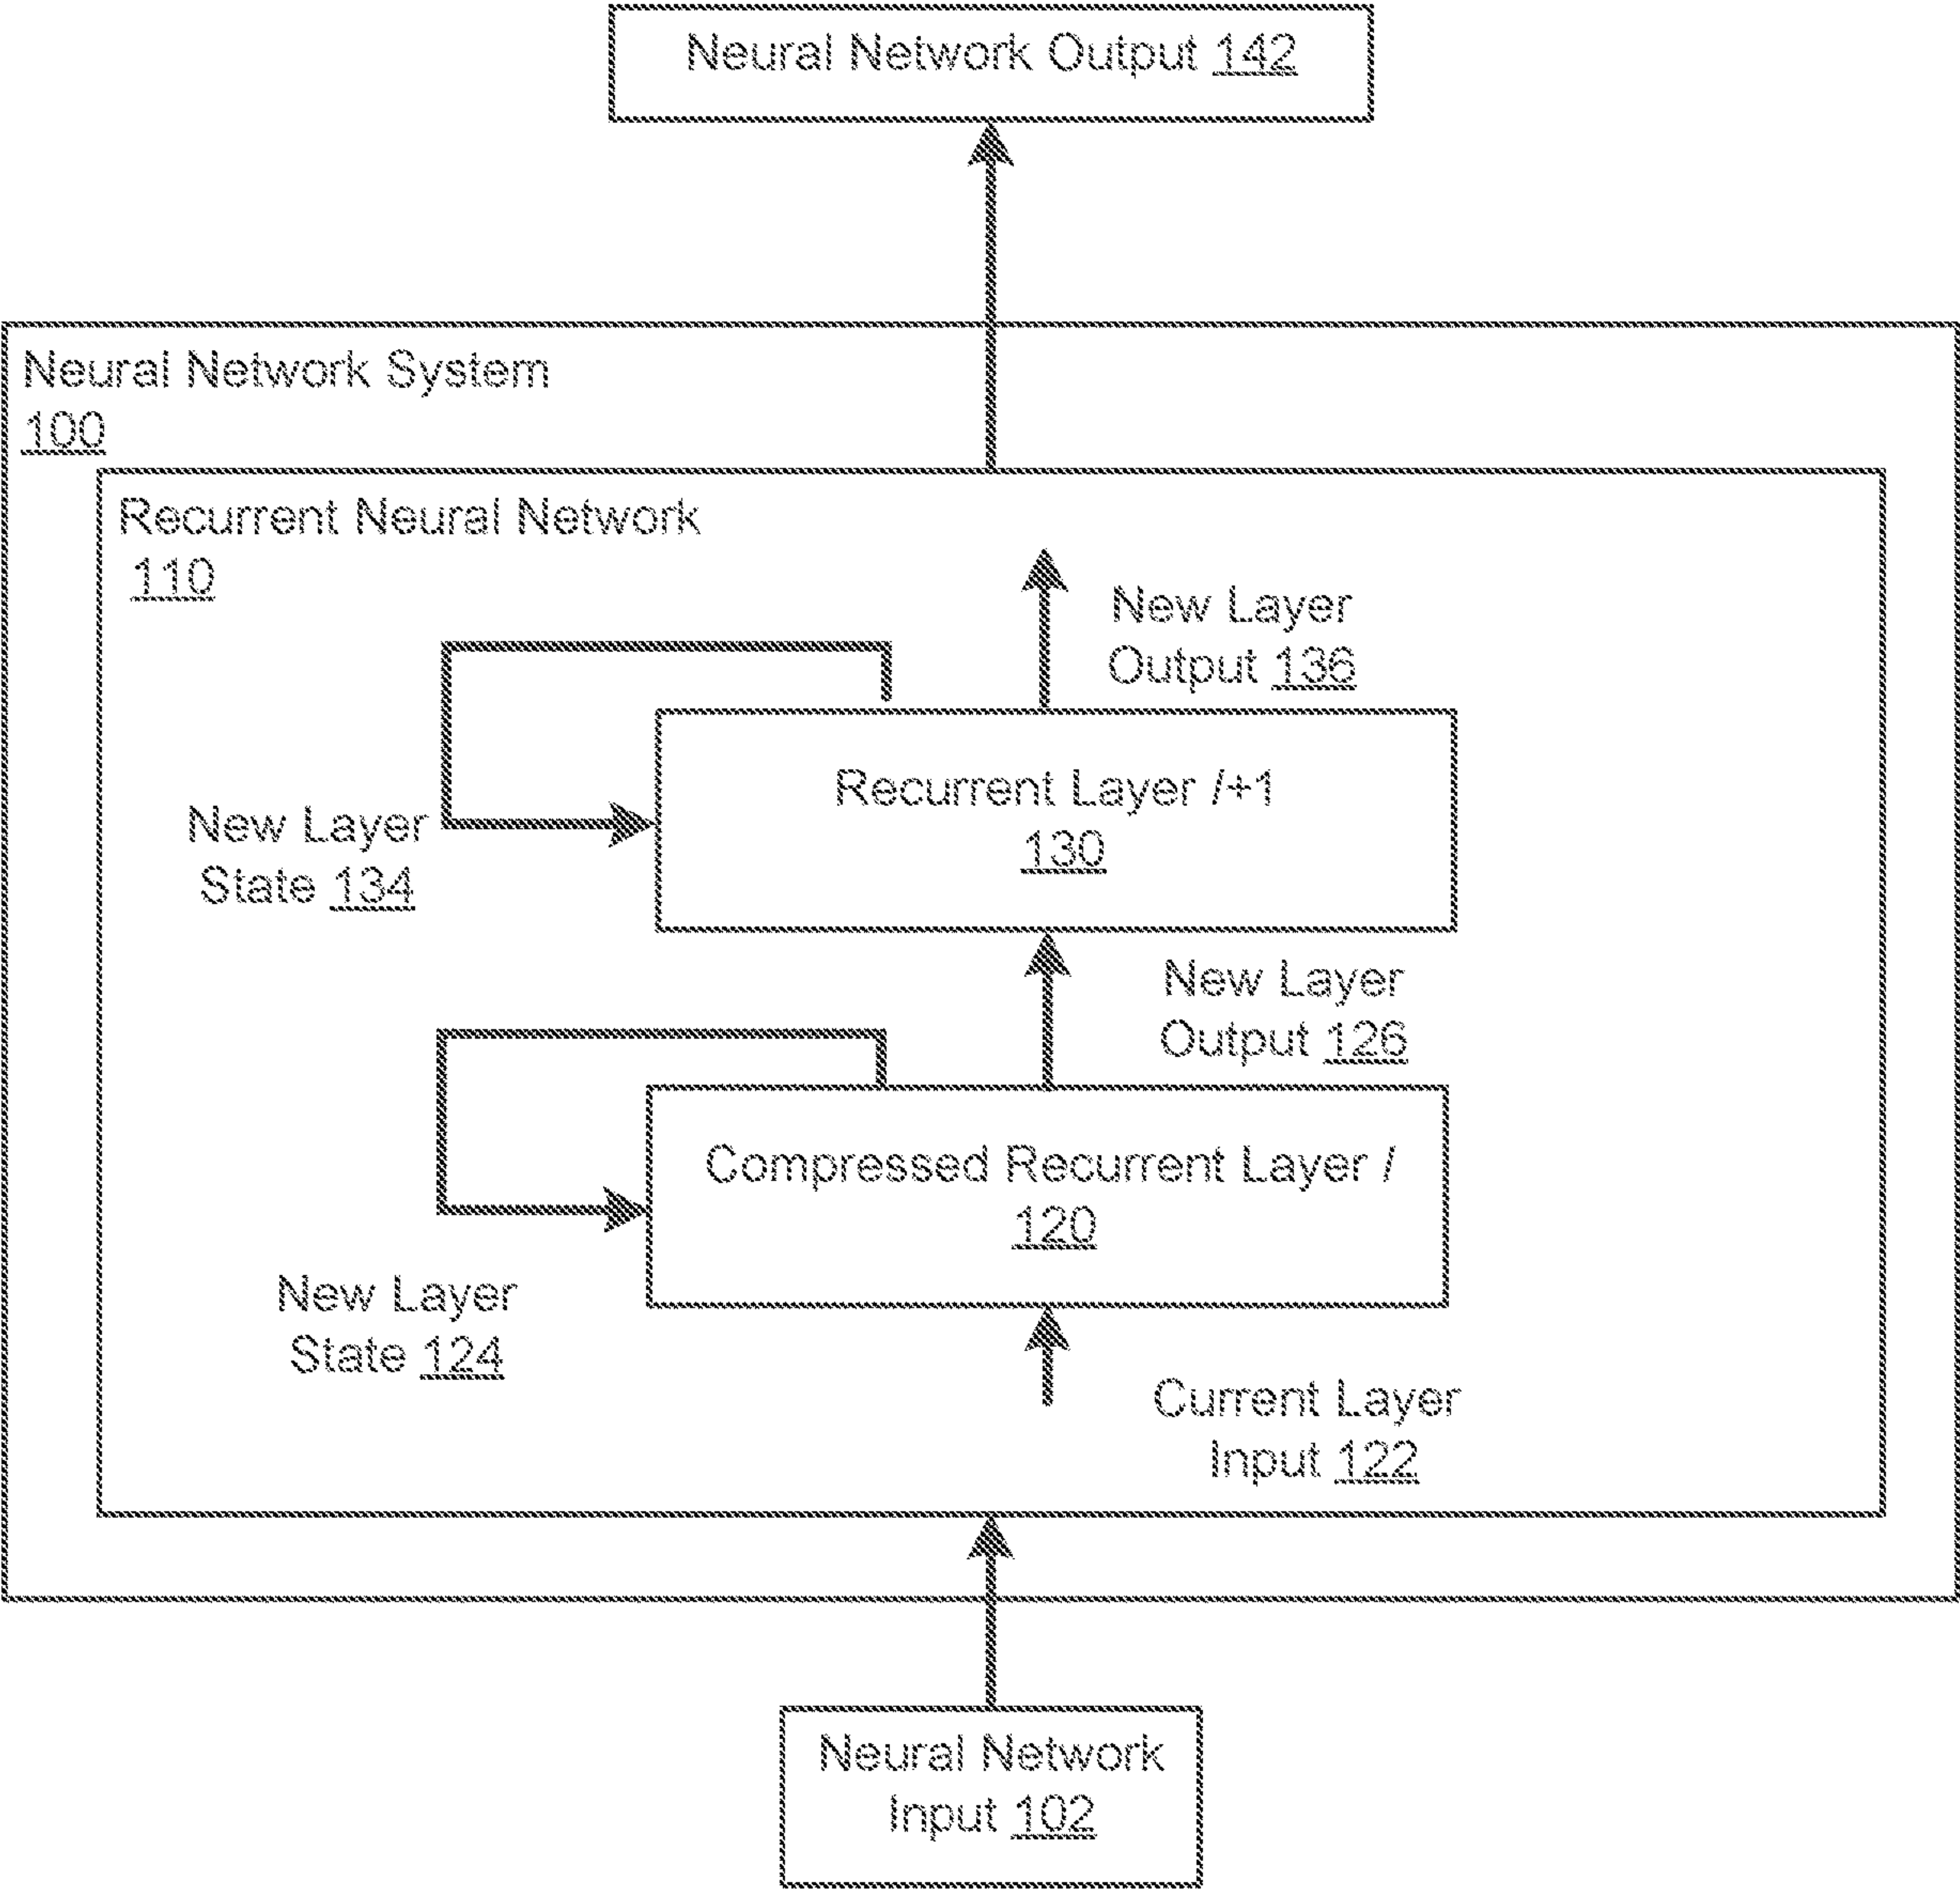 Neural Network Output 142
Neural Network System
100
Recurrent Neural Network
110
New Layer
Output 136
Recurrent Layer l+1
130
New Layer
State 134
New Layer
Output 126
Compressed Recurrent Layer l
120
New Layer
State 124
Current Layer
Input 122
Neural Network
Input 102